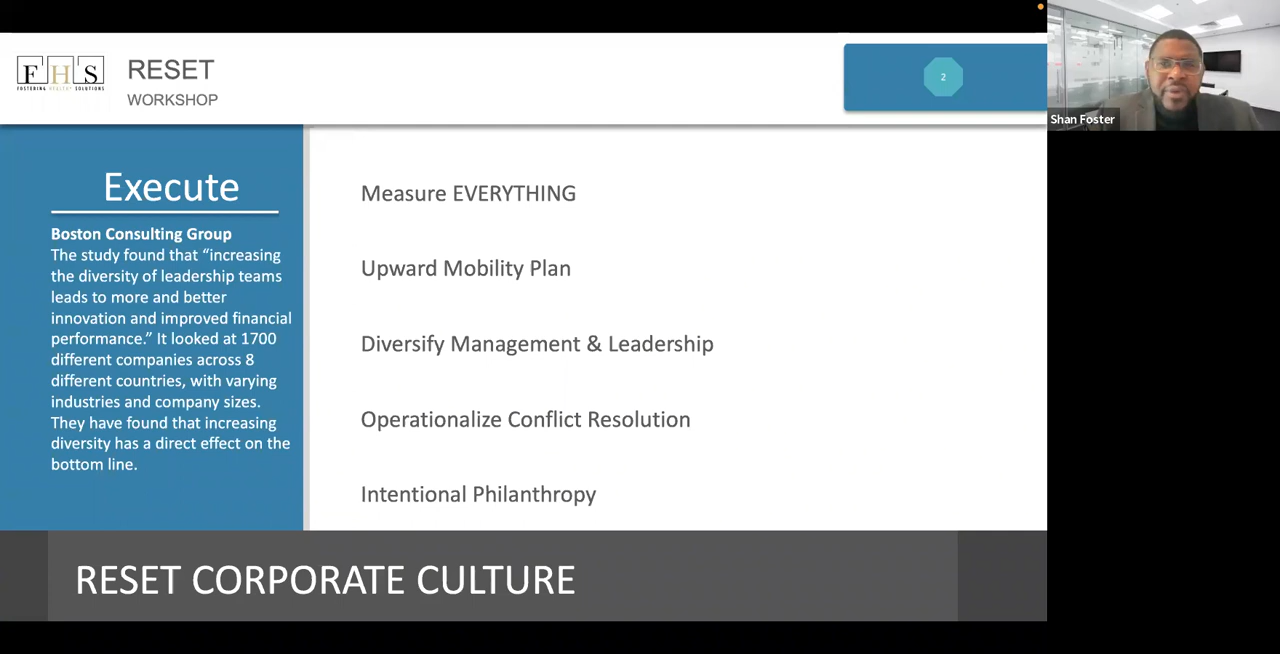 FHS
FOSTERING HEALTHY SOLUTIONS
RESET
WORKSHOP
2
Shan Foster
Execute
Boston Consulting Group
The study found that “increasing
the diversity of leadership teams
leads to more and better
innovation and improved financial
performance.” It looked at 1700
different companies across 8
different countries, with varying
industries and company sizes.
They have found that increasing
diversity has a direct effect on the
bottom line.
Measure EVERYTHING
Upward Mobility Plan
Diversify Management & Leadership
Operationalize Conflict Resolution
Intentional Philanthropy
RESET CORPORATE CULTURE